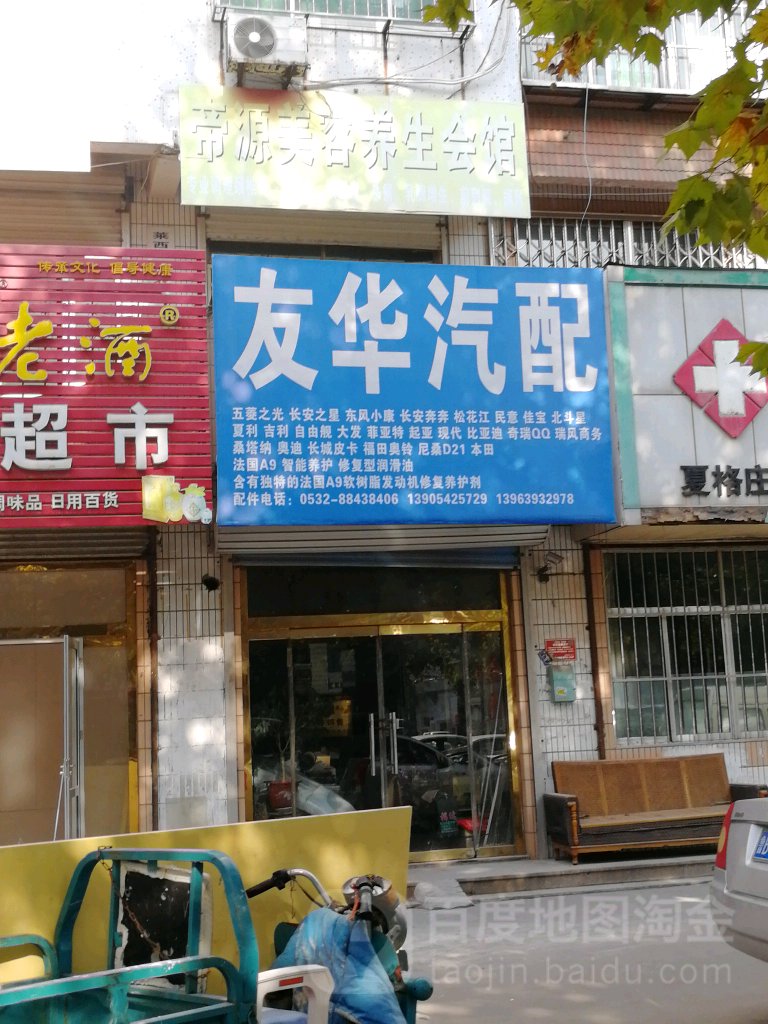 帝源美容养生会馆
传承文化 倡导健康
老酒®
超市
调味品 日用百货
友华汽配
五菱之光 长安之星 东风小康 长安奔奔 松花江 民意 佳宝 北斗星
夏利 吉利 自由舰 大发 菲亚特 起亚 现代 比亚迪 奇瑞QQ 瑞风商务
桑塔纳 奥迪 长城皮卡 福田奥铃 尼桑D21 本田
法国A9 智能养护 修复型润滑油
含有独特的法国A9软树脂发动机修复养护剂
配件电话：0532-88438406 13905425729 13963932978
夏格庄
百度地图淘金
taojin.baidu.com